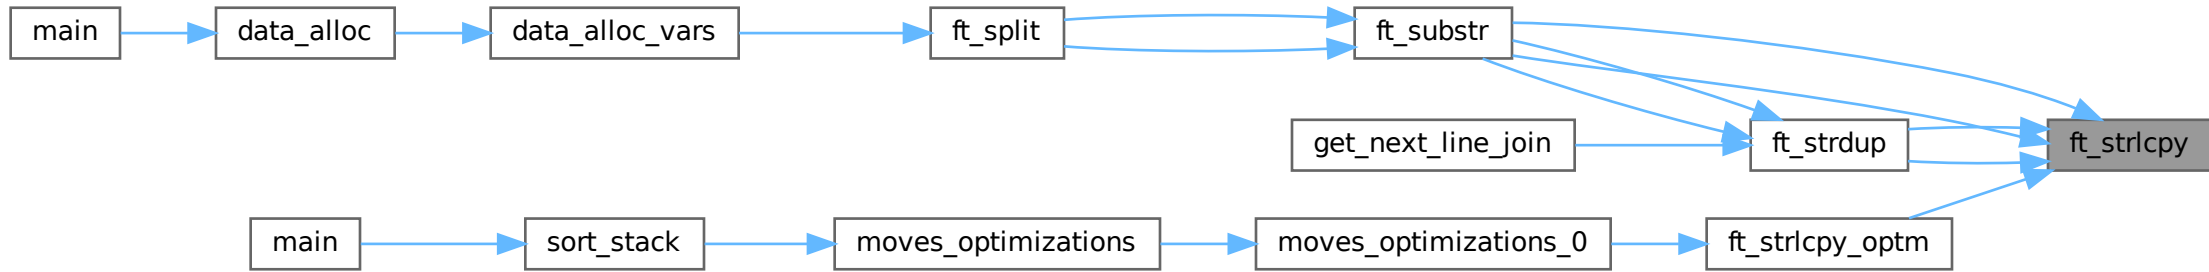 main
data_alloc
data_alloc_vars
ft_split
ft_substr
get_next_line_join
ft_strdup
ft_strlcpy
main
sort_stack
moves_optimizations
moves_optimizations_0
ft_strlcpy_optm